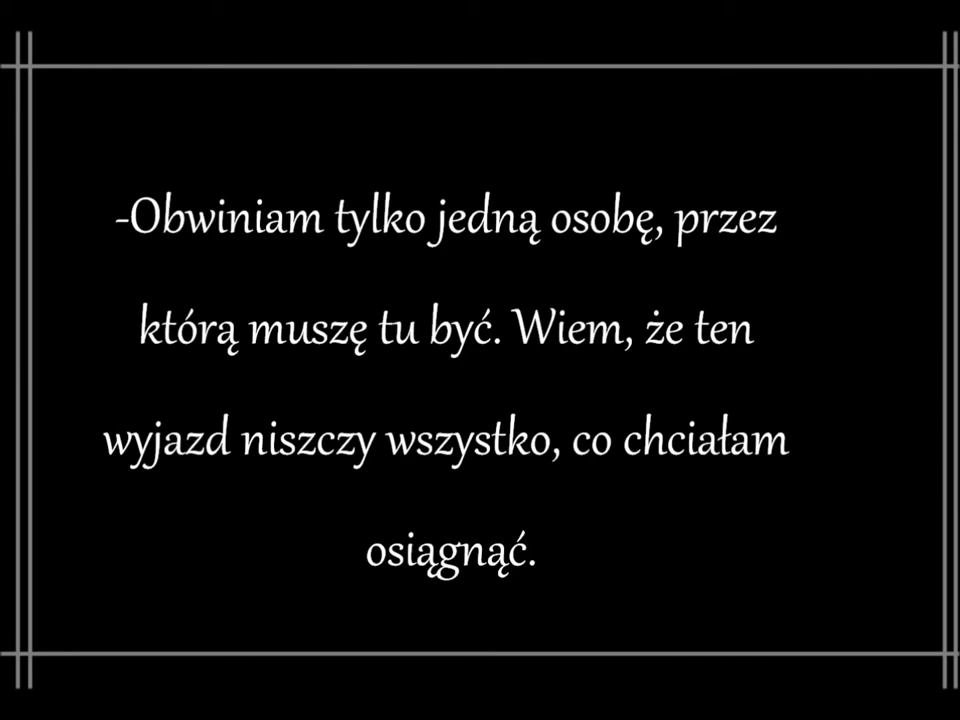 -Obwiniam tylko jedną osobę, przez
którą muszę tu być. Wiem, że ten
wyjazd niszczy wszystko, co chciałam
osiągnąć.